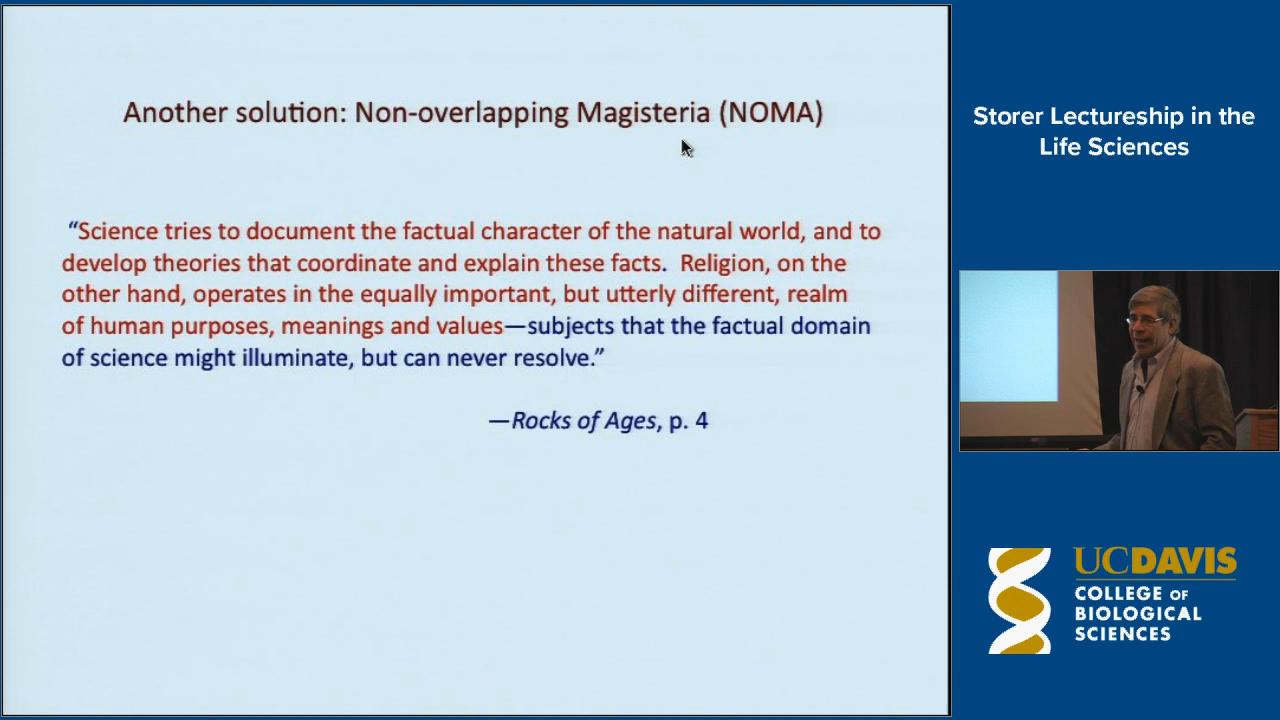 Another solution: Non-overlapping Magisteria (NOMA)
“Science tries to document the factual character of the natural world, and to
develop theories that coordinate and explain these facts.  Religion, on the
other hand, operates in the equally important, but utterly different, realm
of human purposes, meanings and values—subjects that the factual domain
of science might illuminate, but can never resolve.”
—Rocks of Ages, p. 4
Storer Lectureship in the
Life Sciences
UCDAVIS
COLLEGE OF
BIOLOGICAL
SCIENCES